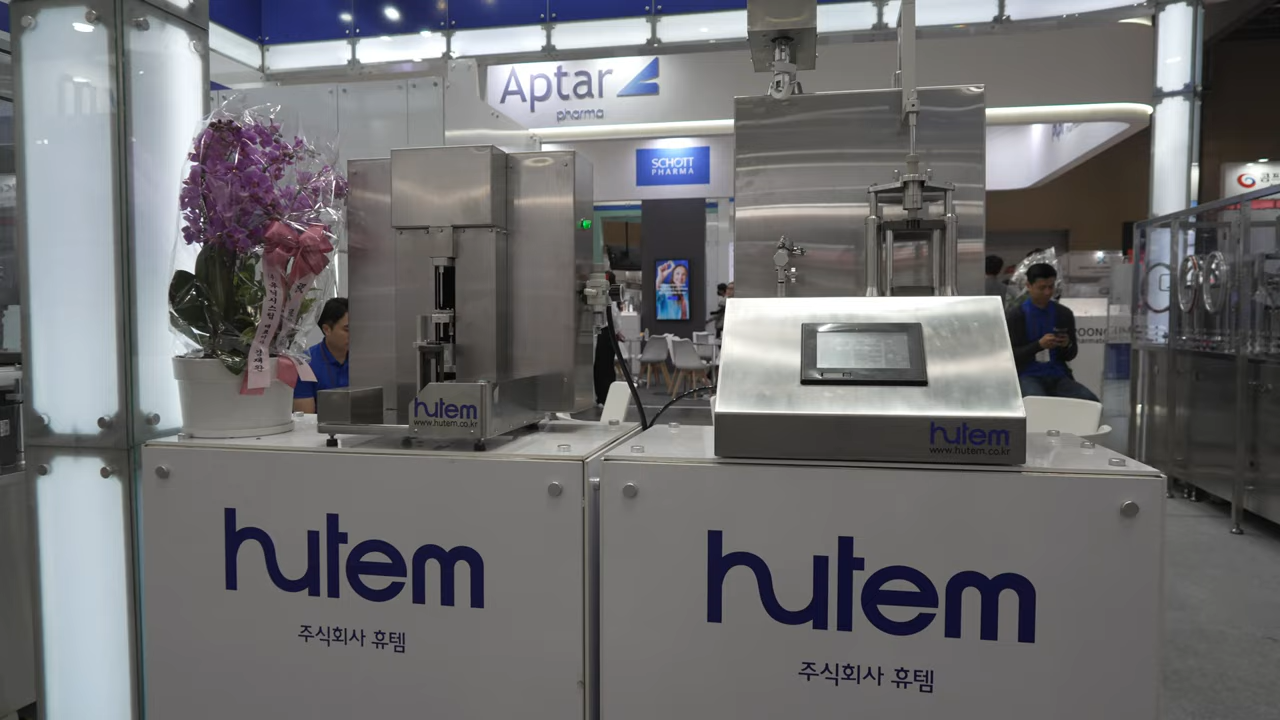 Aptar
pharma
SCHOTT
PHARMA
hutem
www.hutem.co.kr
hutem
www.hutem.co.kr
hutem
주식회사 휴템
hutem
주식회사 휴템